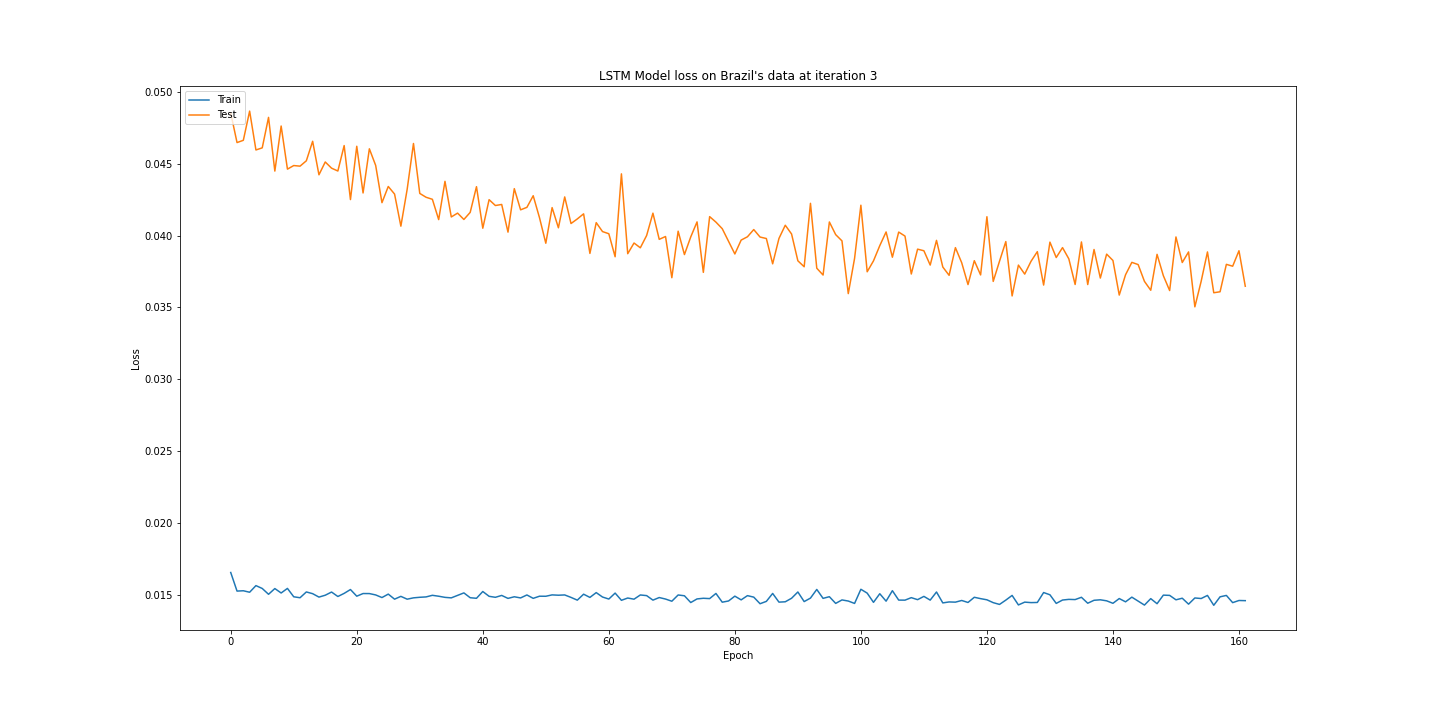 LSTM Model loss on Brazil's data at iteration 3
Train
Test
0.050
0.045
0.040
0.035
0.030
0.025
0.020
0.015
Loss
0 20 40 60 80 100 120 140 160
Epoch